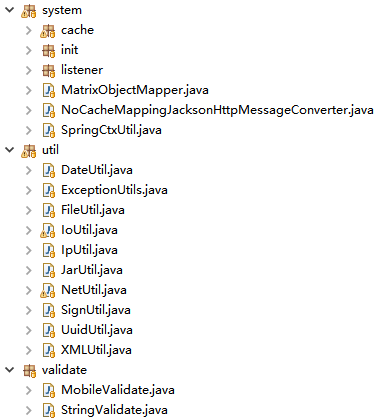 system
cache
init
listener
MatrixObjectMapper.java
NoCacheMappingJacksonHttpMessageConverter.java
SpringCtxUtil.java
util
DateUtil.java
ExceptionUtils.java
FileUtil.java
IoUtil.java
IpUtil.java
JarUtil.java
NetUtil.java
SignUtil.java
UuidUtil.java
XMLUtil.java
validate
MobileValidate.java
StringValidate.java